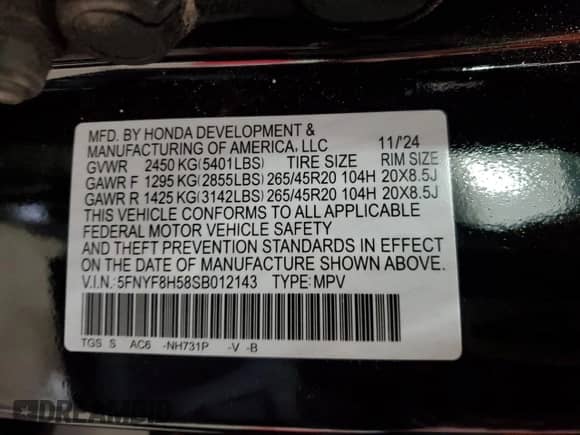 MFD. BY HONDA DEVELOPMENT &
MANUFACTURING OF AMERICA, LLC 11/'24
GVWR 2450 KG(5401LBS) TIRE SIZE RIM SIZE
GAWR F 1295 KG(2855LBS) 265/45R20 104H 20X8.5J
GAWR R 1425 KG(3142LBS) 265/45R20 104H 20X8.5J
THIS VEHICLE CONFORMS TO ALL APPLICABLE
FEDERAL MOTOR VEHICLE SAFETY
AND THEFT PREVENTION STANDARDS IN EFFECT
ON THE DATE OF MANUFACTURE SHOWN ABOVE.
V.I.N.: 5FNYF8H58SB012143 TYPE: MPV
TGS S AC6 -NH731P -V -B
DREAMBID